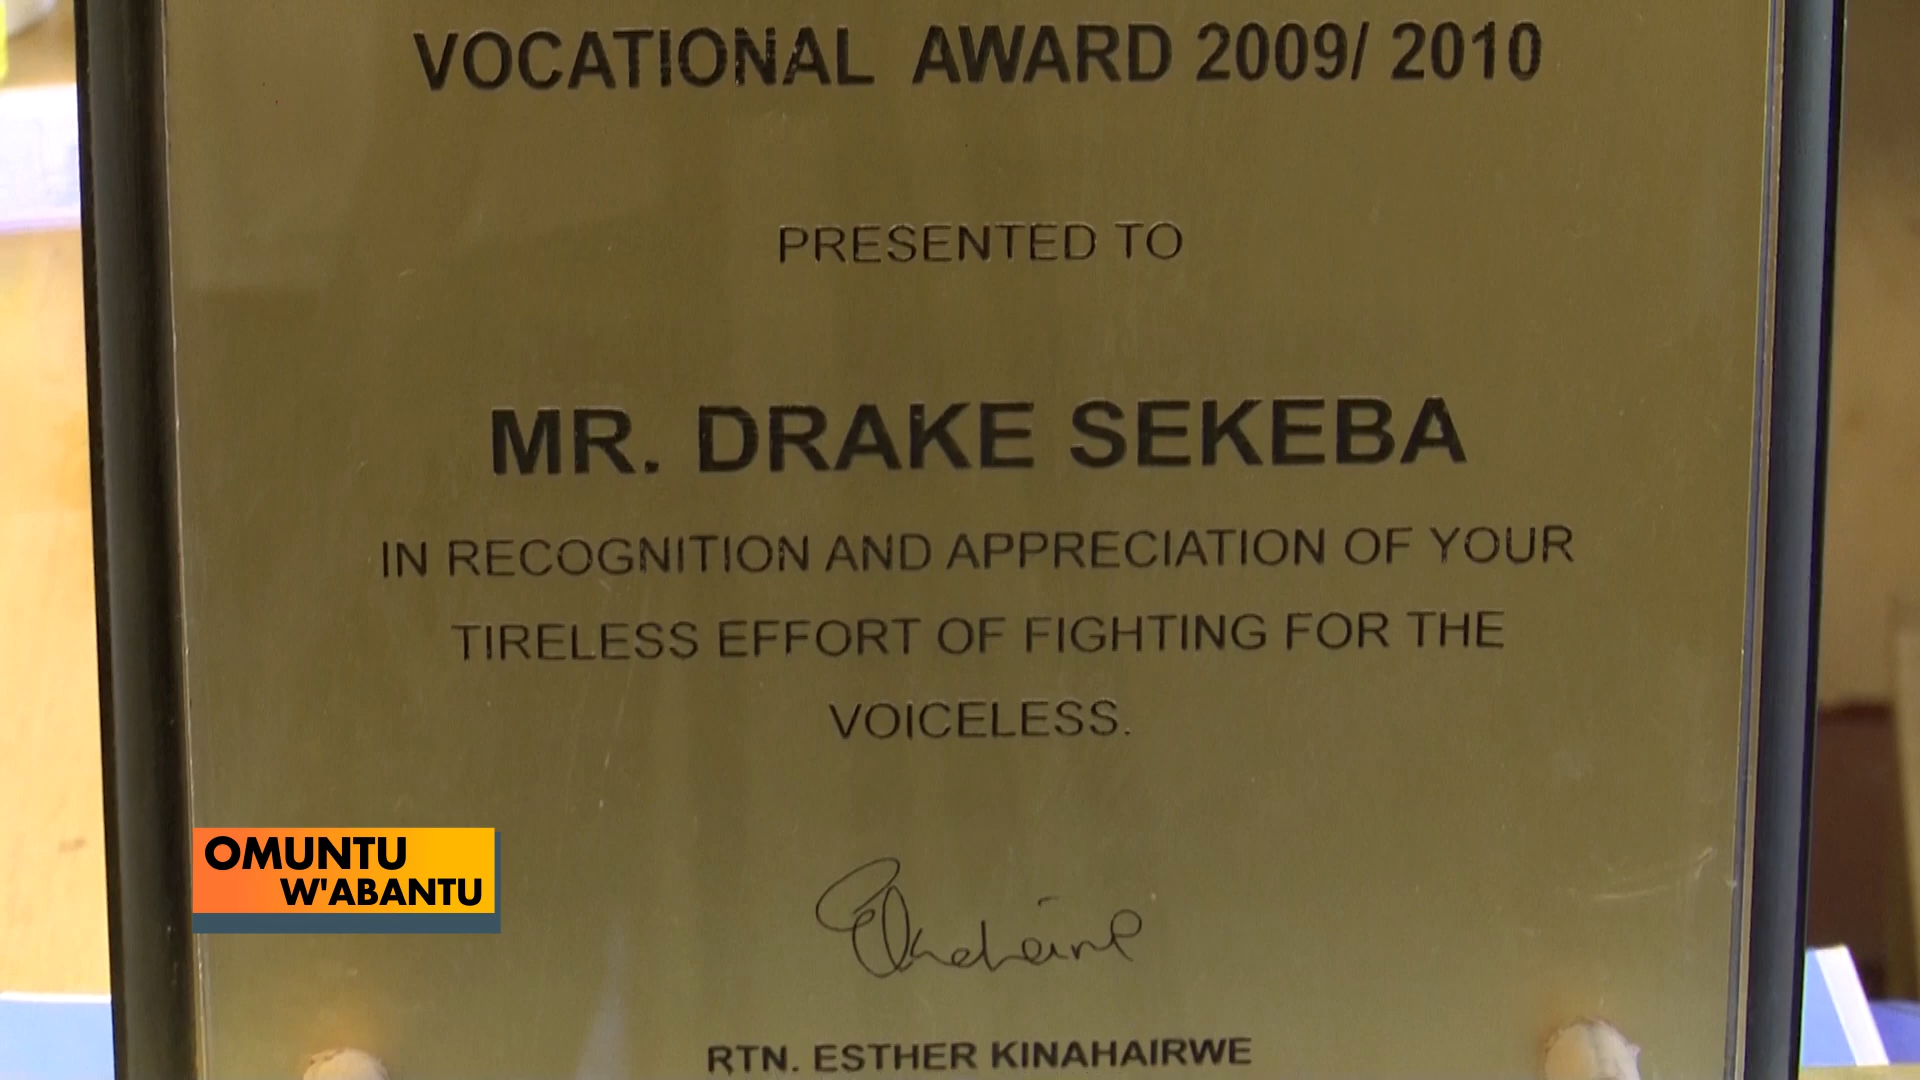 VOCATIONAL AWARD 2009/ 2010
PRESENTED TO
MR. DRAKE SEKEBA
IN RECOGNITION AND APPRECIATION OF YOUR
TIRELESS EFFORT OF FIGHTING FOR THE
VOICELESS.
OMUNTU
W'ABANTU
RTN. ESTHER KINAHAIRWE